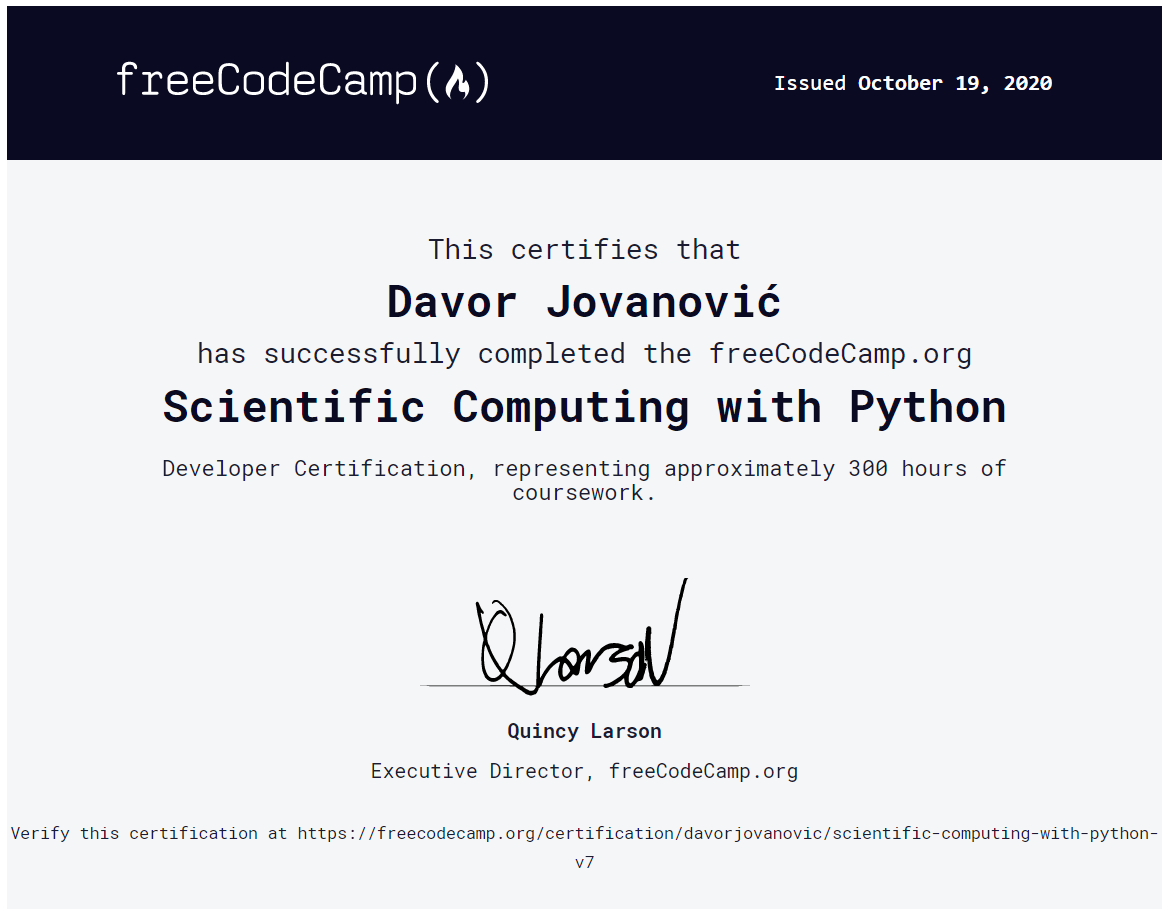 freeCodeCamp(🔥)
Issued October 19, 2020
This certifies that
Davor Jovanović
has successfully completed the freeCodeCamp.org
Scientific Computing with Python
Developer Certification, representing approximately 300 hours of
coursework.
Q Larson
Quincy Larson
Executive Director, freeCodeCamp.org
Verify this certification at https://freecodecamp.org/certification/davorjovanovic/scientific-computing-with-python-
v7